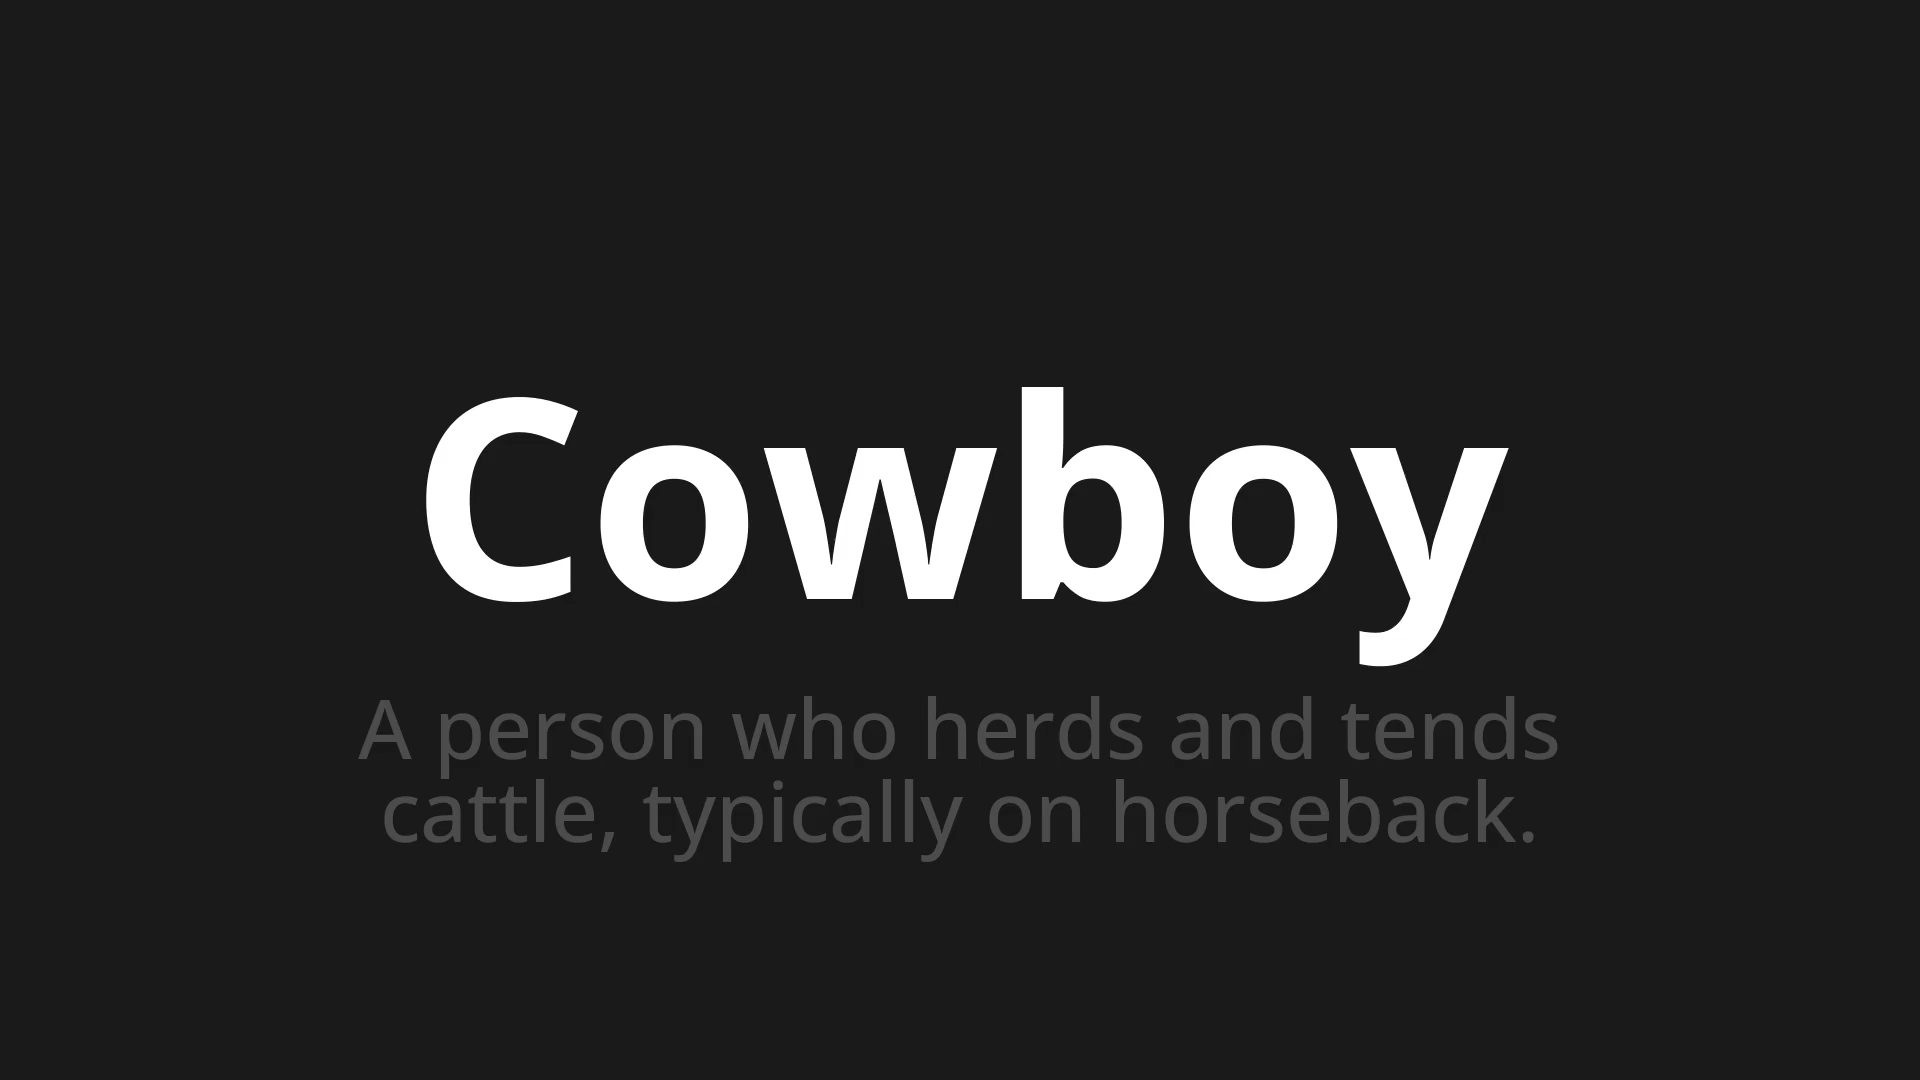 Cowboy
A person who herds and tends
cattle, typically on horseback.